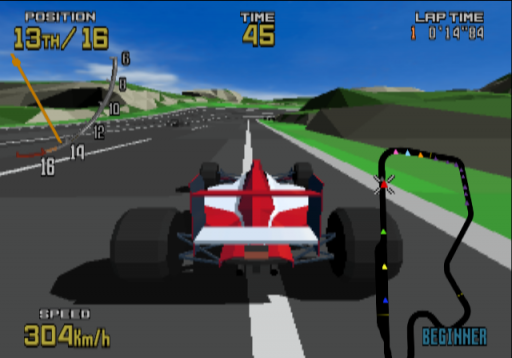 POSITION
13TH/16
TIME
45
LAP TIME
1 0'14"84
6
8
10
12
14
16
SPEED
304Km/h
BEGINNER